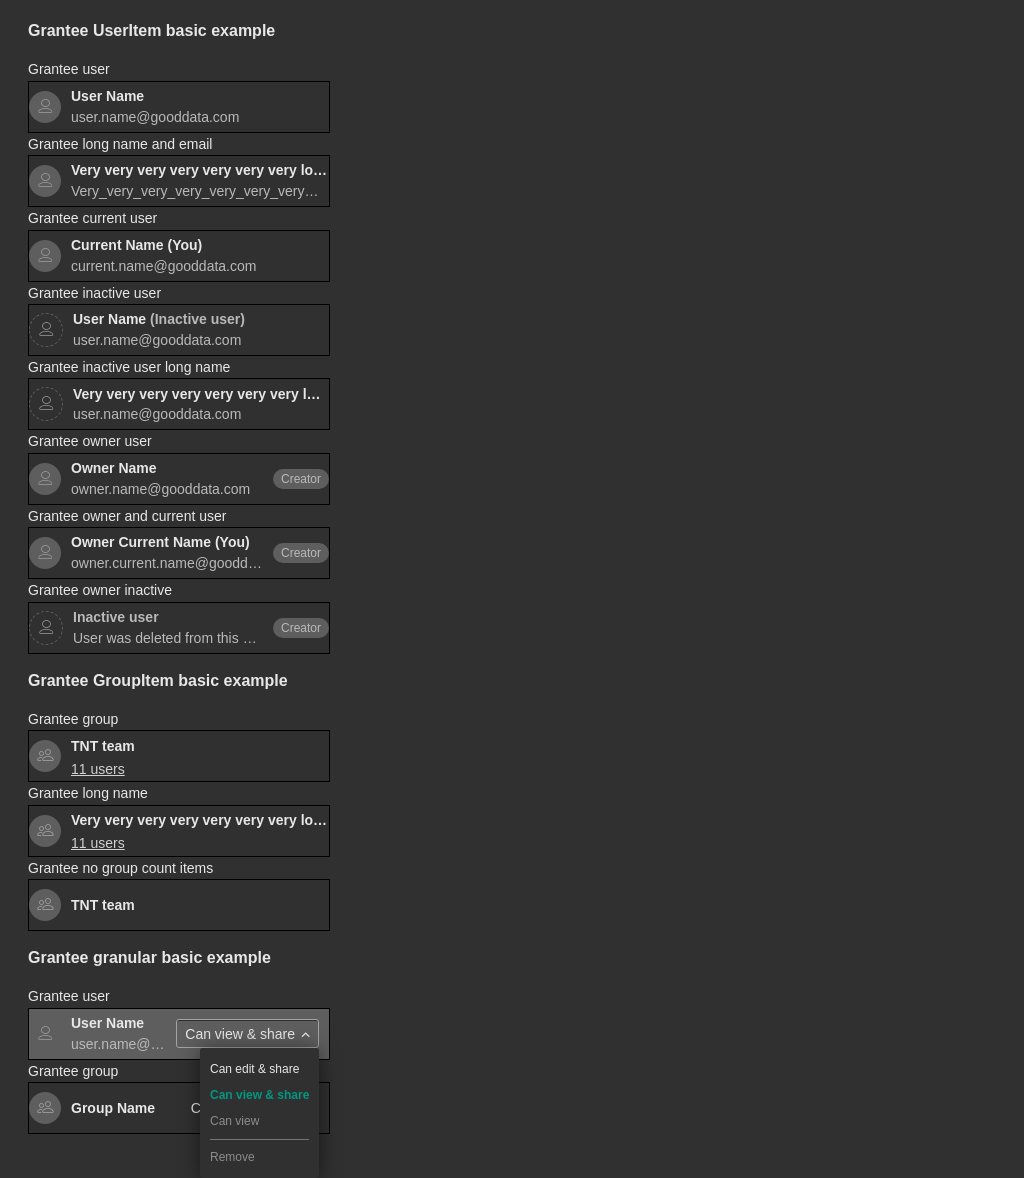 Grantee UserItem basic example
Grantee user
User Name
user.name@gooddata.com
Grantee long name and email
Very very very very very very very lo…
Very_very_very_very_very_very_very…
Grantee current user
Current Name (You)
current.name@gooddata.com
Grantee inactive user
User Name (Inactive user)
user.name@gooddata.com
Grantee inactive user long name
Very very very very very very very l…
user.name@gooddata.com
Grantee owner user
Owner Name
owner.name@gooddata.com
Creator
Grantee owner and current user
Owner Current Name (You)
owner.current.name@goodd…
Creator
Grantee owner inactive
Inactive user
User was deleted from this …
Creator
Grantee GroupItem basic example
Grantee group
TNT team
11 users
Grantee long name
Very very very very very very very lo…
11 users
Grantee no group count items
TNT team
Grantee granular basic example
Grantee user
User Name
user.name@…
Can view & share
Can edit & share
Can view & share
Can view
Remove
Grantee group
Group Name